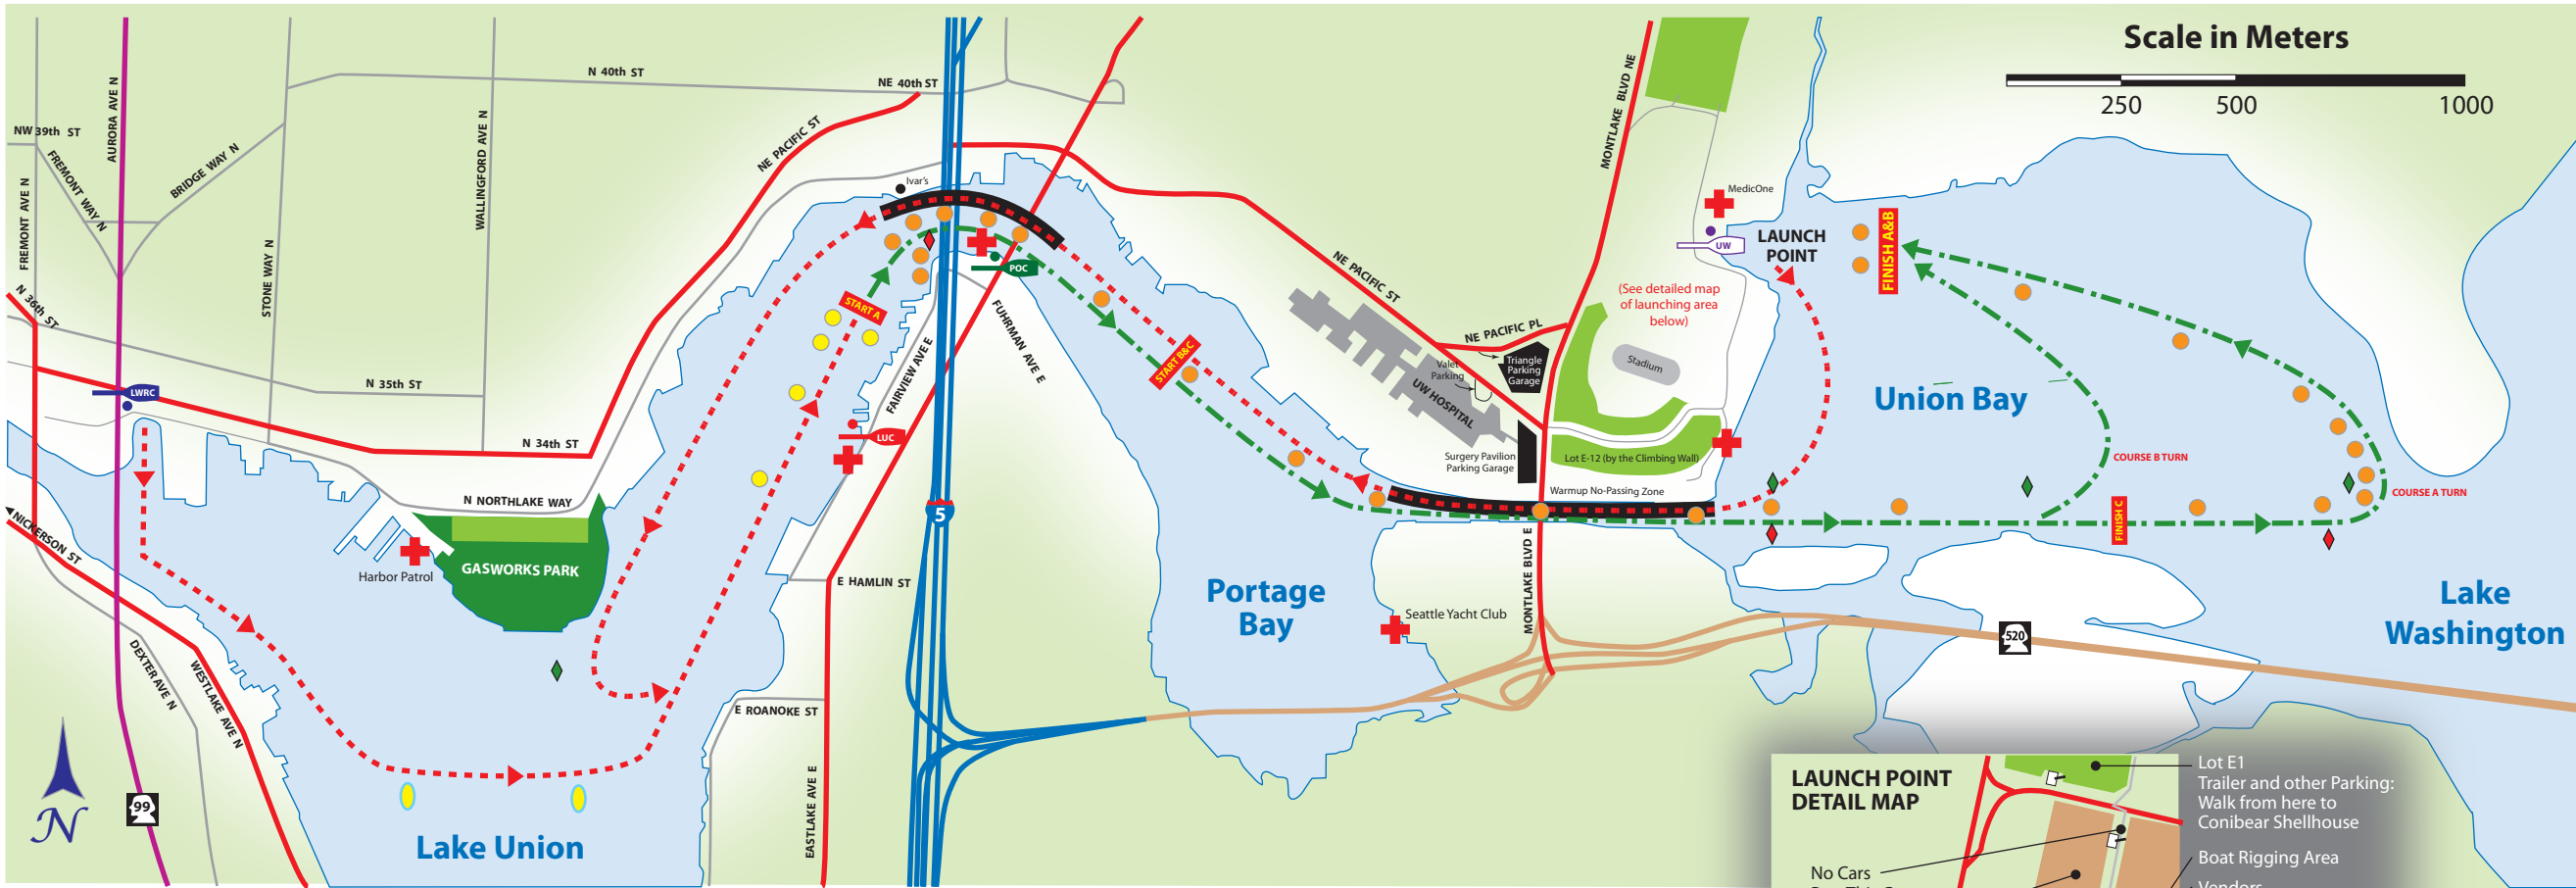 Scale in Meters
250
500
1000
N 40th ST
NE 40th ST
NW 39th ST
AURORA AVE N
FREMONT AVE N
FREMONT WAY N
BRIDGE WAY N
STONE WAY N
WALLINGFORD AVE N
NE PACIFIC ST
Ivar's
MONTLAKE BLVD NE
MedicOne
UW
LAUNCH
POINT
FINISH A&B
POC
START A
N 36th ST
NE PACIFIC ST
(See detailed map
of launching area
below)
FUHRMAN AVE E
FAIRVIEW AVE E
START B&C
NE PACIFIC PL
Valet
Parking
Triangle
Parking
Garage
Stadium
UW HOSPITAL
Union Bay
LWRC
N 35th ST
N 34th ST
LUC
Surgery Pavilion
Parking Garage
Lot E-12 (by the Climbing Wall)
COURSE B TURN
COURSE A TURN
Warmup No-Passing Zone
FINISH C
N NORTHLAKE WAY
5
NICKERSON ST
Harbor Patrol
GASWORKS PARK
E HAMLIN ST
Portage
Bay
MONTLAKE BLVD E
Seattle Yacht Club
520
Lake
Washington
DEXTER AVE N
WESTLAKE AVE N
E ROANOKE ST
EASTLAKE AVE E
99
N
Lake Union
LAUNCH POINT
DETAIL MAP
Lot E1
Trailer and other Parking:
Walk from here to
Conibear Shellhouse
Boat Rigging Area
No Cars
Vendors